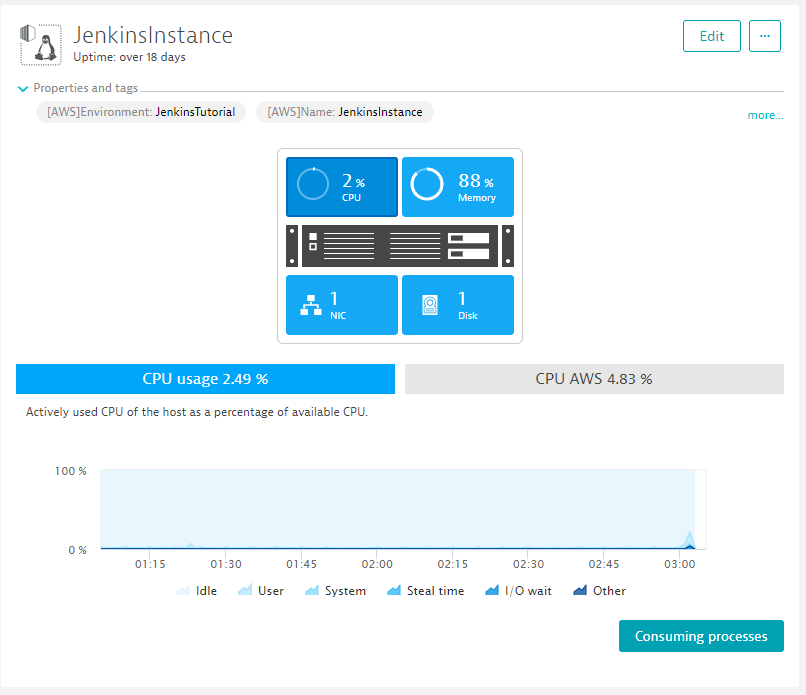 JenkinsInstance
Edit
...
Uptime: over 18 days
Properties and tags
[AWS]Environment: JenkinsTutorial
[AWS]Name: JenkinsInstance
more...
2 %
CPU
88 %
Memory
1
NIC
1
Disk
CPU usage 2.49 %
CPU AWS 4.83 %
Actively used CPU of the host as a percentage of available CPU.
100 %
0 %
01:15 01:30 01:45 02:00 02:15 02:30 02:45 03:00
Idle User System Steal time I/O wait Other
Consuming processes